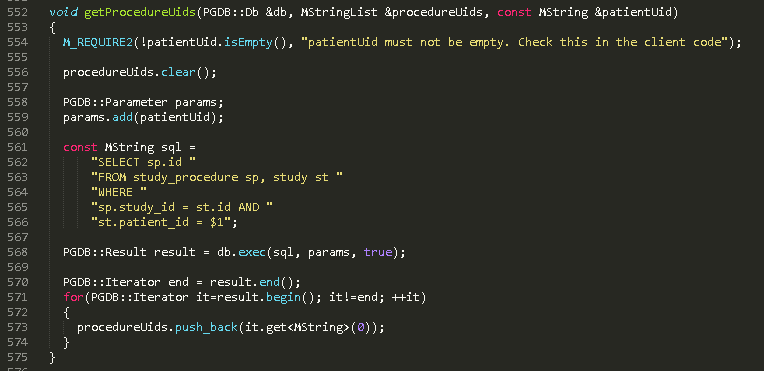 552 void getProcedureUids(PGDB::Db &db, MStringList &procedureUids, const MString &patientUid)
553 {
554   M_REQUIRE2(!patientUid.isEmpty(), "patientUid must not be empty. Check this in the client code");
555
556   procedureUids.clear();
557
558   PGDB::Parameter params;
559   params.add(patientUid);
560
561   const MString sql =
562       "SELECT sp.id "
563       "FROM study_procedure sp, study st "
564       "WHERE "
565       "sp.study_id = st.id AND "
566       "st.patient_id = $1";
567
568   PGDB::Result result = db.exec(sql, params, true);
569
570   PGDB::Iterator end = result.end();
571   for(PGDB::Iterator it=result.begin(); it!=end; ++it)
572   {
573     procedureUids.push_back(it.get<MString>(0));
574   }
575 }